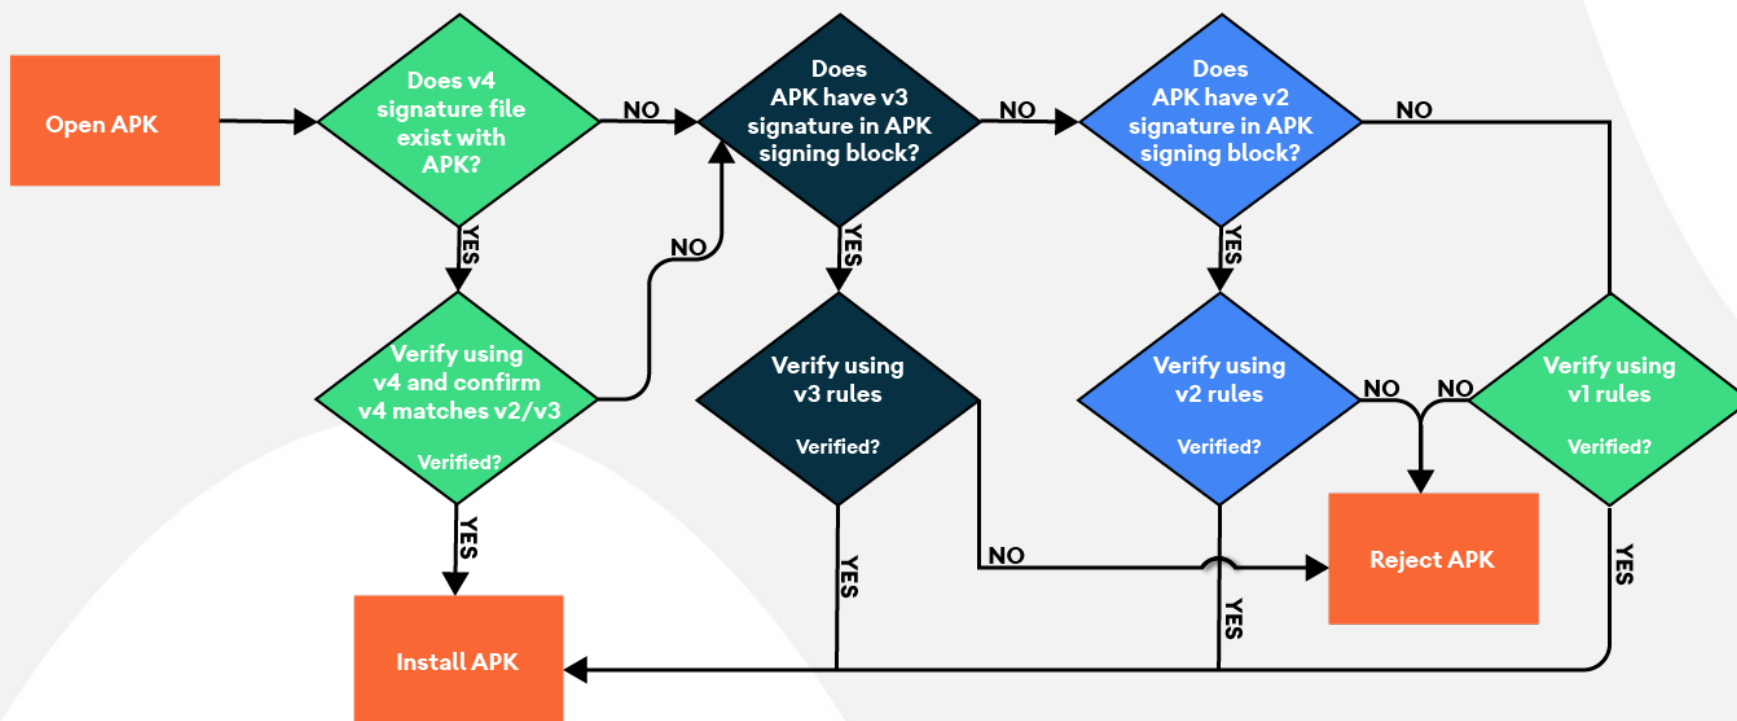 Open APK
Does v4
signature file
exist with
APK?
NO
Does
APK have v3
signature in APK
signing block?
NO
Does
APK have v2
signature in APK
signing block?
NO
YES
NO
YES
YES
Verify using
v4 and confirm
v4 matches v2/v3
Verified?
Verify using
v3 rules
Verified?
Verify using
v2 rules
Verified?
NO
NO
Verify using
v1 rules
Verified?
YES
NO
YES
YES
Reject APK
YES
Install APK